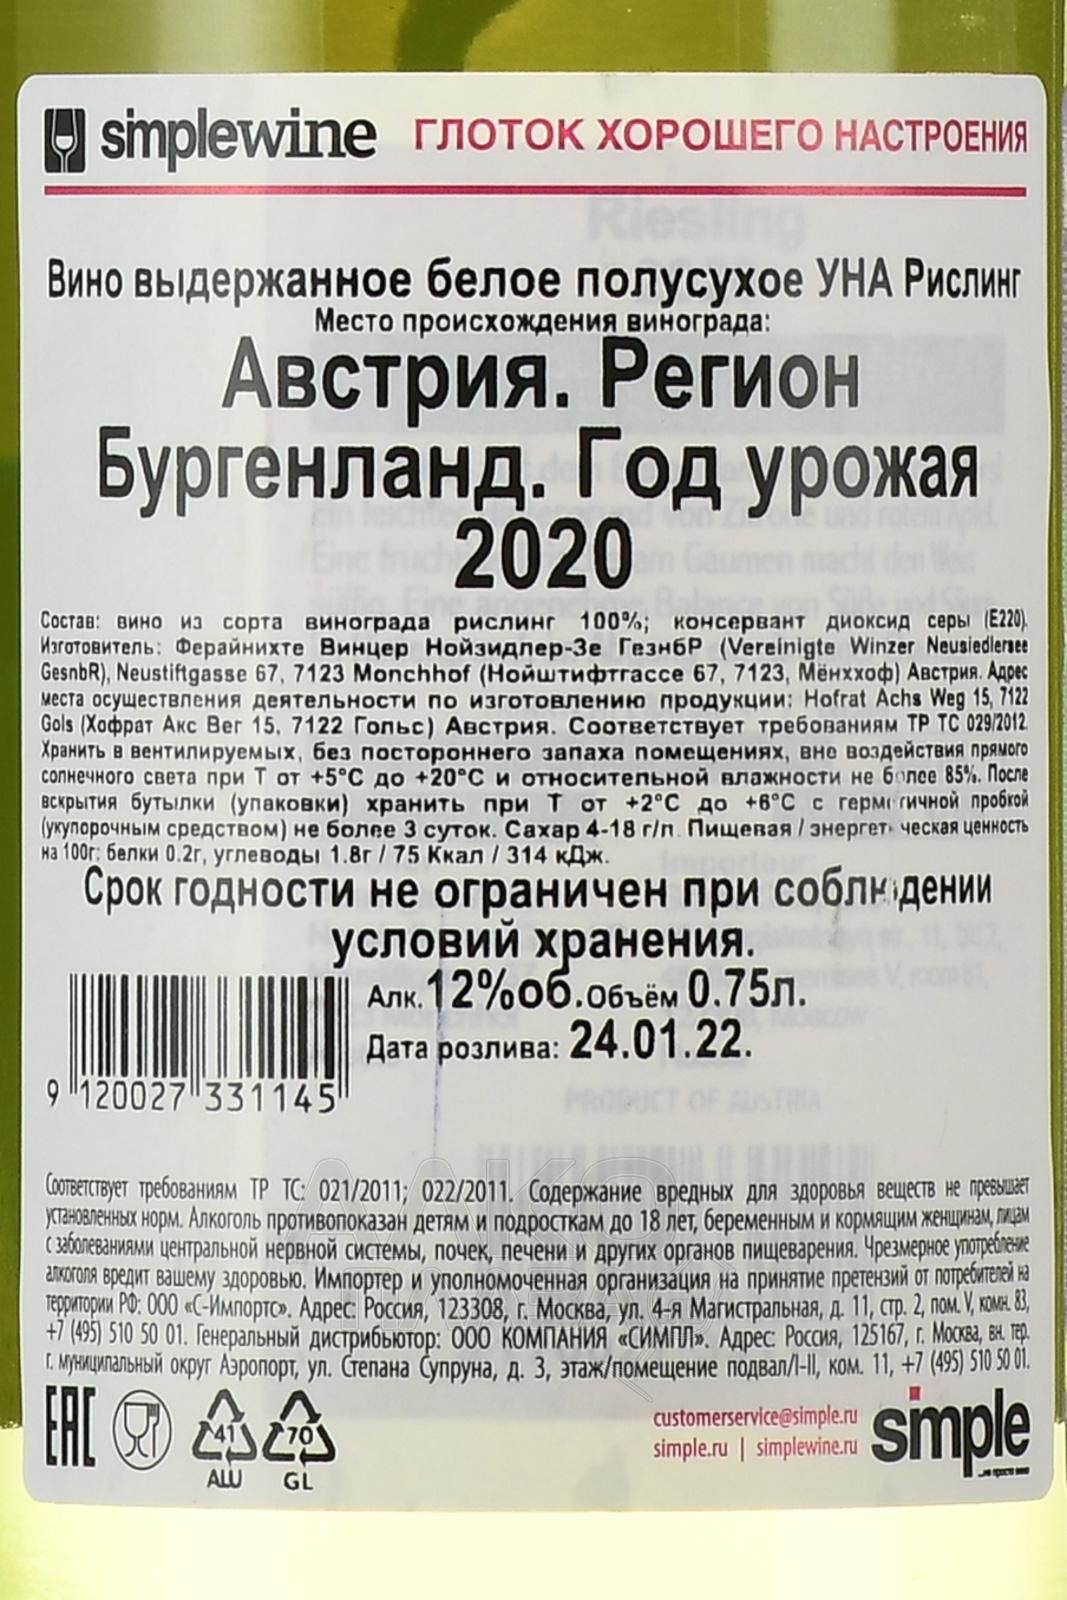 simplewine ГЛОТОК ХОРОШЕГО НАСТРОЕНИЯ
Вино выдержанное белое полусухое УНА Рислинг
Место происхождения винограда:
Австрия. Регион
Бургенланд. Год урожая
2020
Состав: вино из сорта винограда рислинг 100%; консервант диоксид серы (E220).
Изготовитель: Ферайнихте Винцер Нойзидлер-Зе ГезнбР (Vereinigte Winzer Neusiedlersee
GesnbR), Neustiftgasse 67, 7123 Monchhof (Нойштифтгассе 67, 7123, Мёнххоф) Австрия. Адрес
места осуществления деятельности по изготовлению продукции: Hofrat Achs Weg 15, 7122
Gols (Хофрат Акс Вег 15, 7122 Гольс) Австрия. Соответствует требованиям ТР ТС 029/2012.
Хранить в вентилируемых, без постороннего запаха помещениях, вне воздействия прямого
солнечного света при Т от +5°C до +20°C и относительной влажности не более 85%. После
вскрытия бутылки (упаковки) хранить при Т от +2°C до +6°C с герметичной пробкой
(укупорочным средством) не более 3 суток. Сахар 4-18 г/л. Пищевая / энергетическая ценность
на 100г: белки 0.2г, углеводы 1.8г / 75 Ккал / 314 кДж.
Срок годности не ограничен при соблюдении
условий хранения.
Алк. 12%об. Объём 0.75л.
Дата розлива: 24.01.22.
9 120027 331145
Соответствует требованиям ТР ТС: 021/2011; 022/2011. Содержание вредных для здоровья веществ не превышает
установленных норм. Алкоголь противопоказан детям и подросткам до 18 лет, беременным и кормящим женщинам, лицам
с заболеваниями центральной нервной системы, почек, печени и других органов пищеварения. Чрезмерное употребление
алкоголя вредит вашему здоровью. Импортер и уполномоченная организация на принятие претензий от потребителей на
территории РФ: ООО «С-Импортс». Адрес: Россия, 123308, г. Москва, ул. 4-я Магистральная, д. 11, стр. 2, пом. V, комн. 83,
+7 (495) 510 50 01. Генеральный дистрибьютор: ООО КОМПАНИЯ «СИМПЛ». Адрес: Россия, 125167, г. Москва, вн. тер.
г. муниципальный округ Аэропорт, ул. Степана Супруна, д. 3, этаж/помещение подвал/I-II, ком. 11, +7 (495) 510 50 01.
EAC 41 ALU 70 GL
customerservice@simple.ru
simple.ru | simplewine.ru
simple
...не просто вино